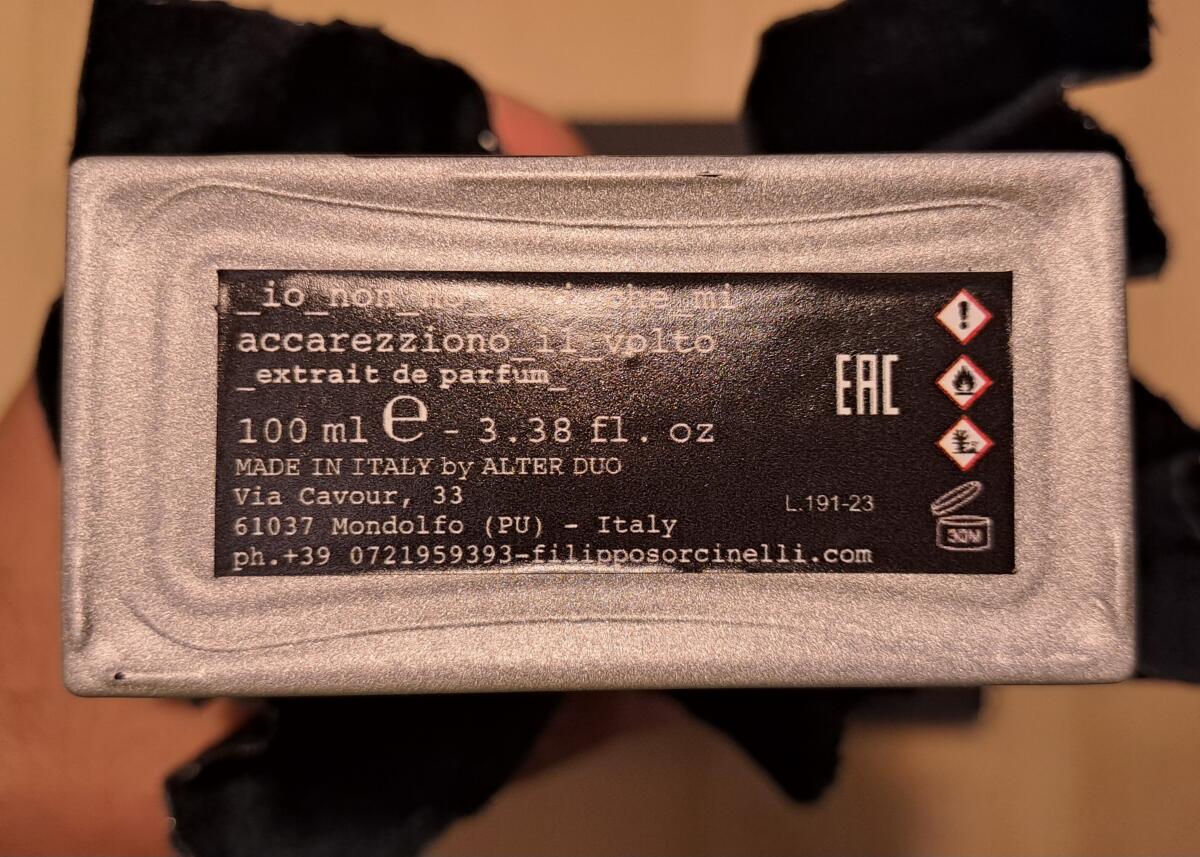 _io_non_ho_ che_mi
accarezziono_il_volto
_extrait de parfum_
100 ml e - 3.38 fl. oz
MADE IN ITALY by ALTER DUO
Via Cavour, 33
61037 Mondolfo (PU) - Italy
ph.+39 0721959393-filipposorcinelli.com
EAC
L.191-23
30M